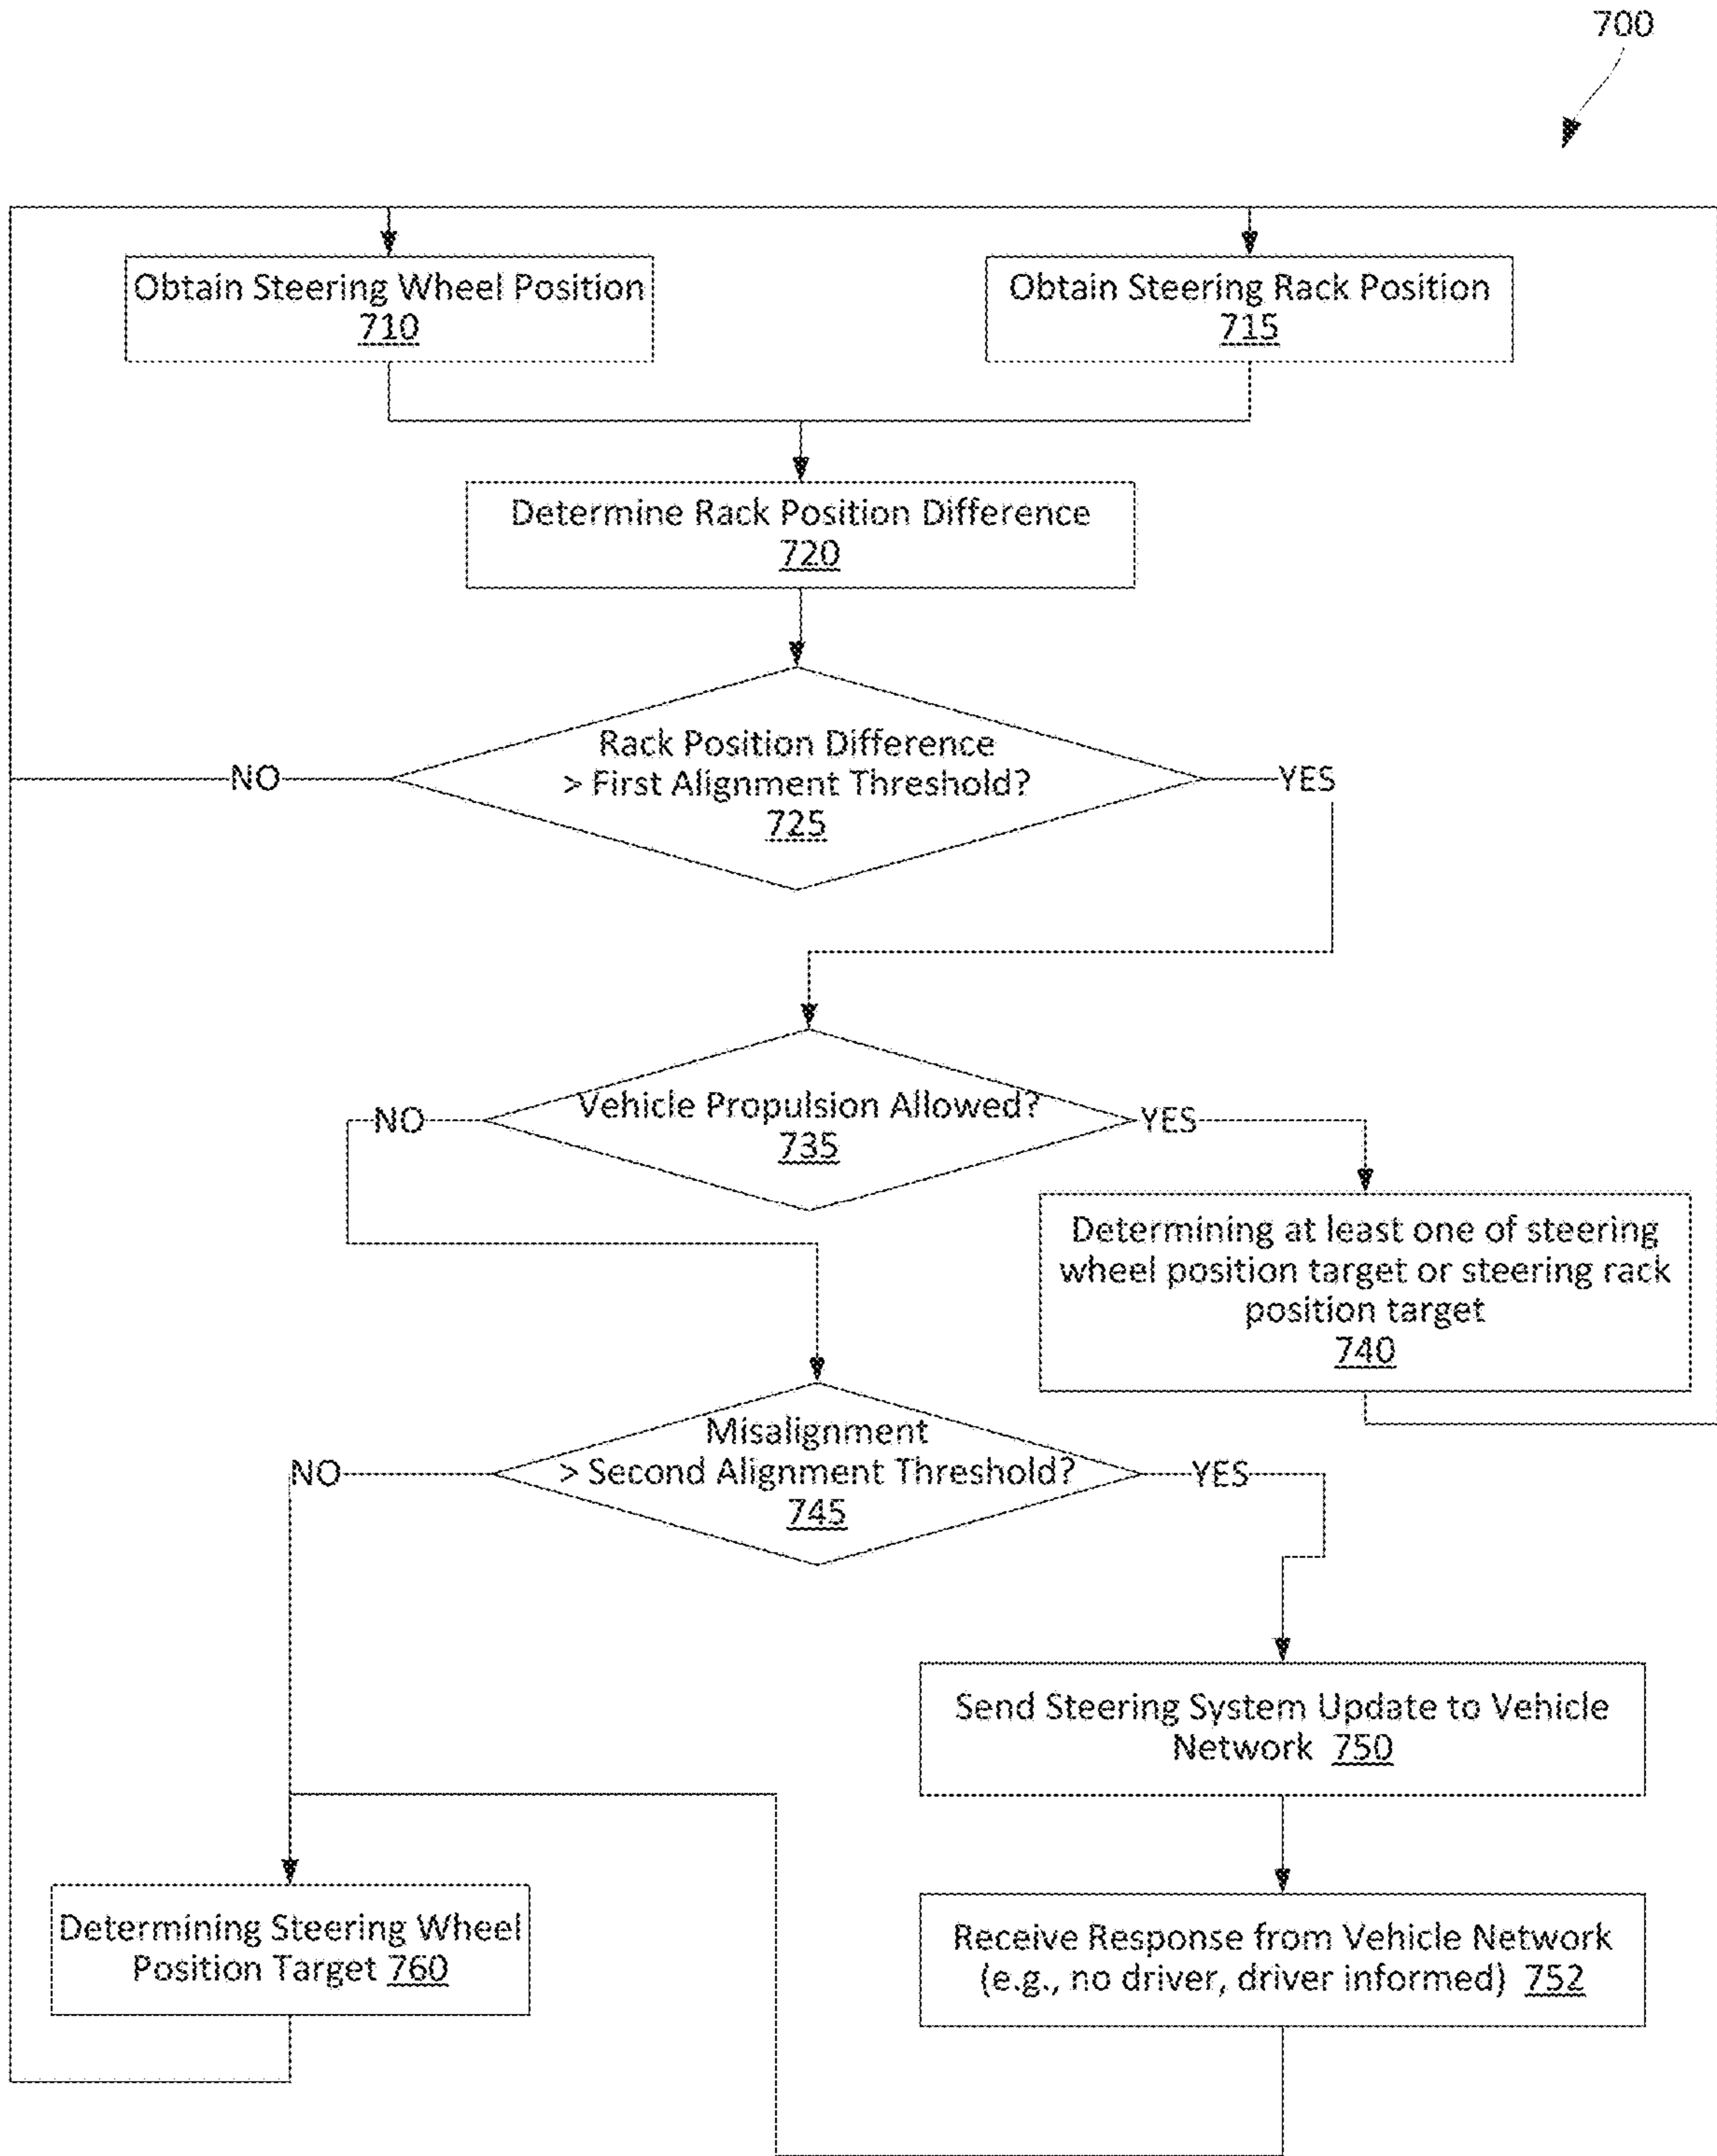 700
Obtain Steering Wheel Position
710
Obtain Steering Rack Position
715
Determine Rack Position Difference
720
Rack Position Difference
> First Alignment Threshold?
725
NO
YES
Vehicle Propulsion Allowed?
735
NO
YES
Determining at least one of steering
wheel position target or steering rack
position target
740
Misalignment
> Second Alignment Threshold?
745
NO
YES
Send Steering System Update to Vehicle
Network 750
Determining Steering Wheel
Position Target 760
Receive Response from Vehicle Network
(e.g., no driver, driver informed) 752